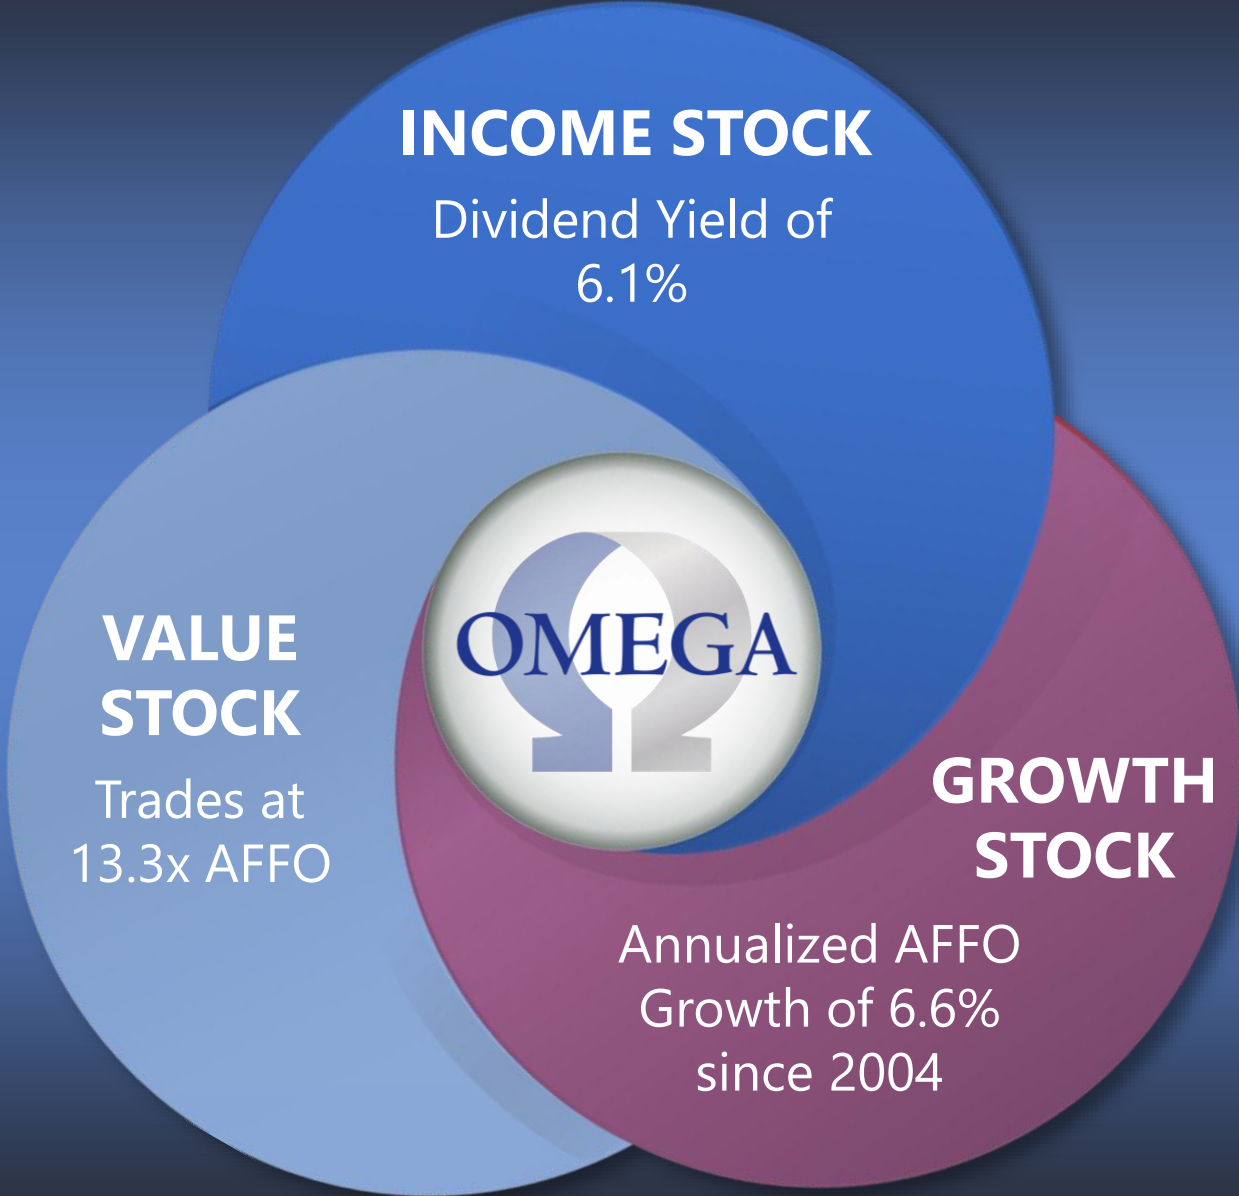 INCOME STOCK
Dividend Yield of
6.1%
OMEGA
VALUE
STOCK
Trades at
13.3x AFFO
GROWTH
STOCK
Annualized AFFO
Growth of 6.6%
since 2004